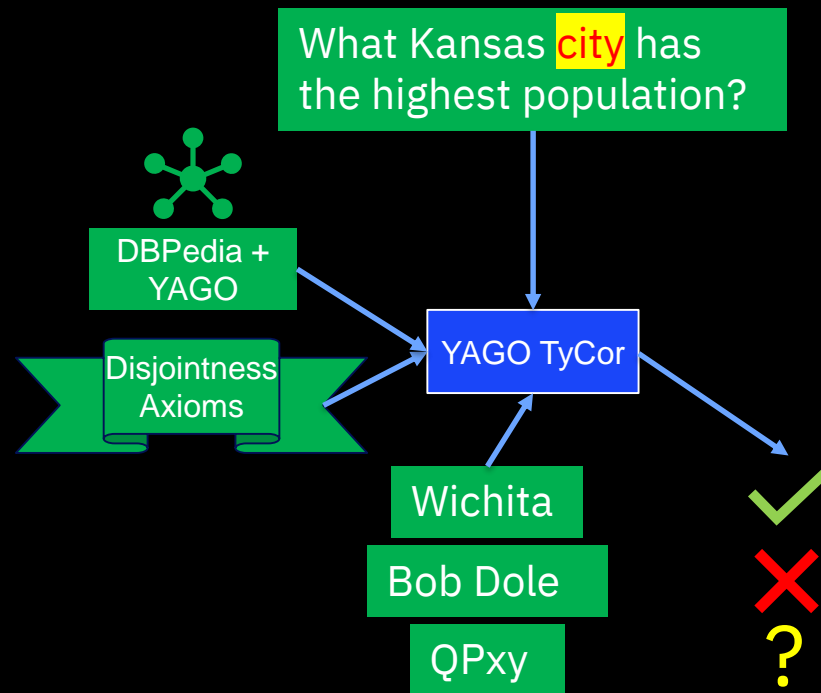 What Kansas city has
the highest population?
DBPedia +
YAGO
Disjointness
Axioms
YAGO TyCor
Wichita
Bob Dole
QPxy
?